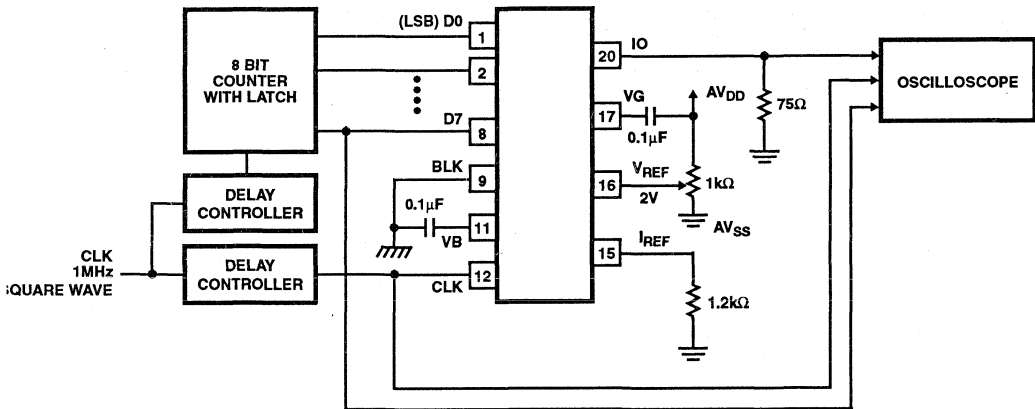 (LSB) D0
1
8 BIT
COUNTER
WITH LATCH
2
D7
8
BLK
9
0.1µF
VB
11
CLK
12
DELAY
CONTROLLER
DELAY
CONTROLLER
CLK
1MHz
SQUARE WAVE
IO
20
VG
17
0.1µF
AVDD
75Ω
OSCILLOSCOPE
VREF
16
2V
1kΩ
AVSS
IREF
15
1.2kΩ